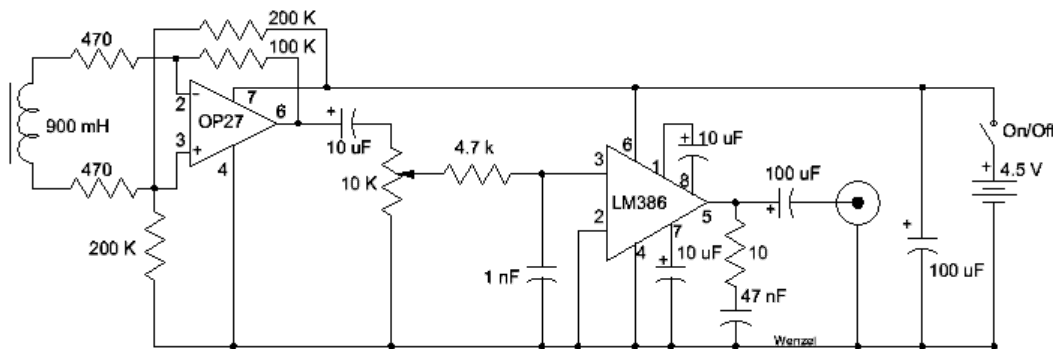 200 K
470
100 K
900 mH
2
−
7
OP27
6
3
+
4
470
200 K
+
10 uF
10 K
4.7 k
1 nF
3
2
LM386
6
1
+
10 uF
8
5
7
4
+
10 uF
100 uF
+
10
47 nF
+
100 uF
On/Off
+
4.5 V
Wenzel